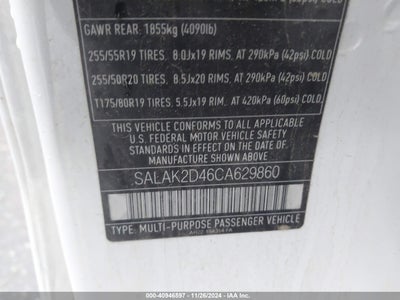 GAWR REAR. 1855kg (4090lb)
255/55R19 TIRES. 8.0Jx19 RIMS. AT 290kPa (42psi) COLD
255/50R20 TIRES. 8.5Jx20 RIMS. AT 290kPa (42psi) COLD
T175/80R19 TIRES. 5.5Jx19 RIM. AT 420kPa (60psi) COLD
THIS VEHICLE CONFORMS TO ALL APPLICABLE
U.S. FEDERAL MOTOR VEHICLE SAFETY
STANDARDS IN EFFECT ON THE DATE OF
MANUFACTURE SHOWN ABOVE.
SALAK2D46CA629860
TYPE: MULTI-PURPOSE PASSENGER VEHICLE
000-40946597 - 11/26/2024 - IAA Holdings, LLC